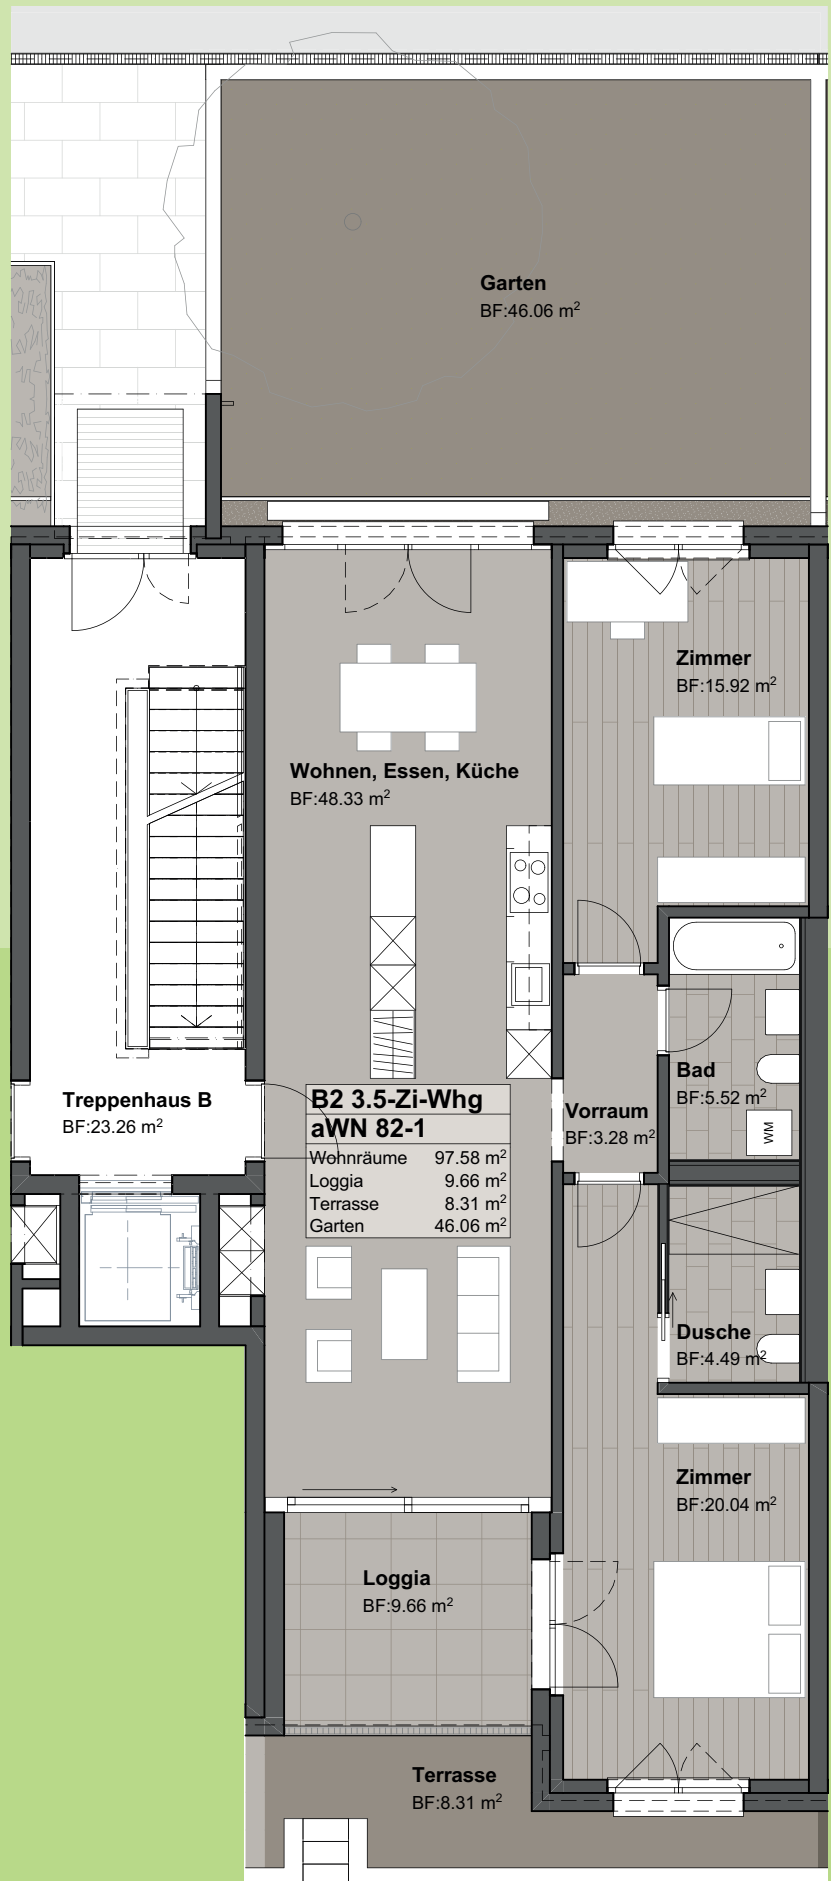 Garten
BF:46.06 m²
Zimmer
BF:15.92 m²
Wohnen, Essen, Küche
BF:48.33 m²
Treppenhaus B
BF:23.26 m²
B2 3.5-Zi-Whg
aWN 82-1
Wohnräume 97.58 m²
Loggia 9.66 m²
Terrasse 8.31 m²
Garten 46.06 m²
Vorraum
BF:3.28 m²
Bad
BF:5.52 m²
WM
Dusche
BF:4.49 m²
Zimmer
BF:20.04 m²
Loggia
BF:9.66 m²
Terrasse
BF:8.31 m²